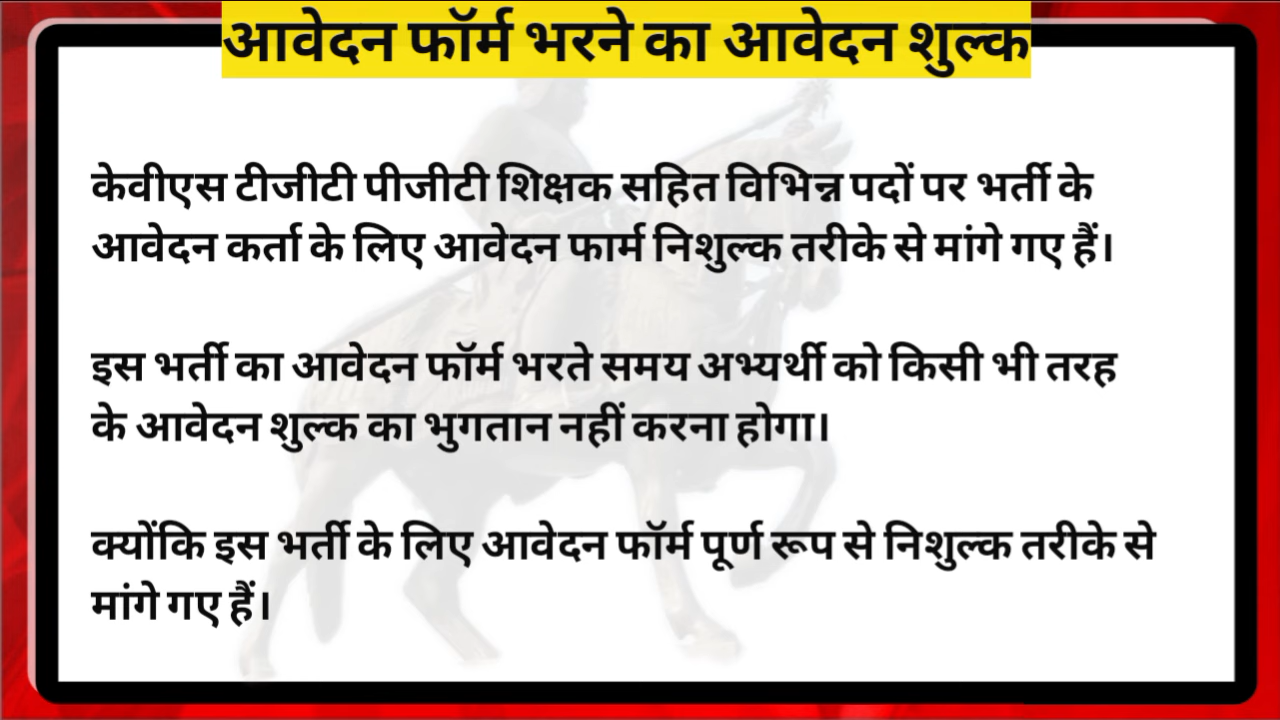 आवेदन फॉर्म भरने का आवेदन शुल्क
केवीएस टीजीटी पीजीटी शिक्षक सहित विभिन्न पदों पर भर्ती के
आवेदन कर्ता के लिए आवेदन फार्म निशुल्क तरीके से मांगे गए हैं।
इस भर्ती का आवेदन फॉर्म भरते समय अभ्यर्थी को किसी भी तरह
के आवेदन शुल्क का भुगतान नहीं करना होगा।
क्योंकि इस भर्ती के लिए आवेदन फॉर्म पूर्ण रूप से निशुल्क तरीके से
मांगे गए हैं।